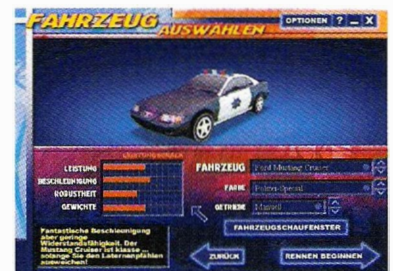 FAHRZEUG
AUSWÄHLEN
OPTIONEN ? _ X
LEISTUNG
BESCHLEUNIGUNG
ROBUSTHEIT
GEWICHTE
FAHRZEUG Ford Mustang Cruiser
FARBE Polizei-Spezial
GETRIEBE Manuell
FAHRZEUGSCHAUFENSTER
Fantastische Beschleunigung
aber geringe
Widerstandsfähigkeit. Der
Mustang Cruiser ist klasse ...
solange Sie den Laternenpfählen
ausweichen!
ZURÜCK
RENNEN BEGINNEN